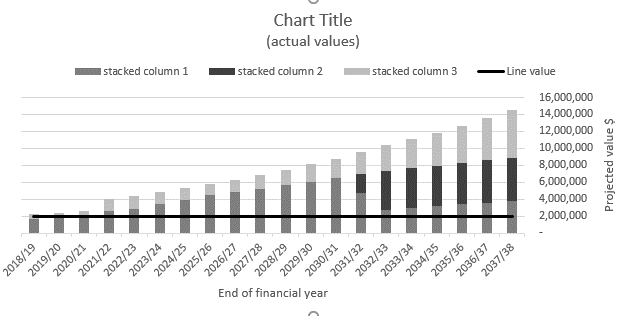 Chart Title
(actual values)
stacked column 1 stacked column 2 stacked column 3 Line value
16,000,000
14,000,000
12,000,000
10,000,000
8,000,000
6,000,000
4,000,000
2,000,000
-
Projected value $
2018/19 2019/20 2020/21 2021/22 2022/23 2023/24 2024/25 2025/26 2026/27 2027/28 2028/29 2029/30 2030/31 2031/32 2032/33 2033/34 2034/35 2035/36 2036/37 2037/38
End of financial year